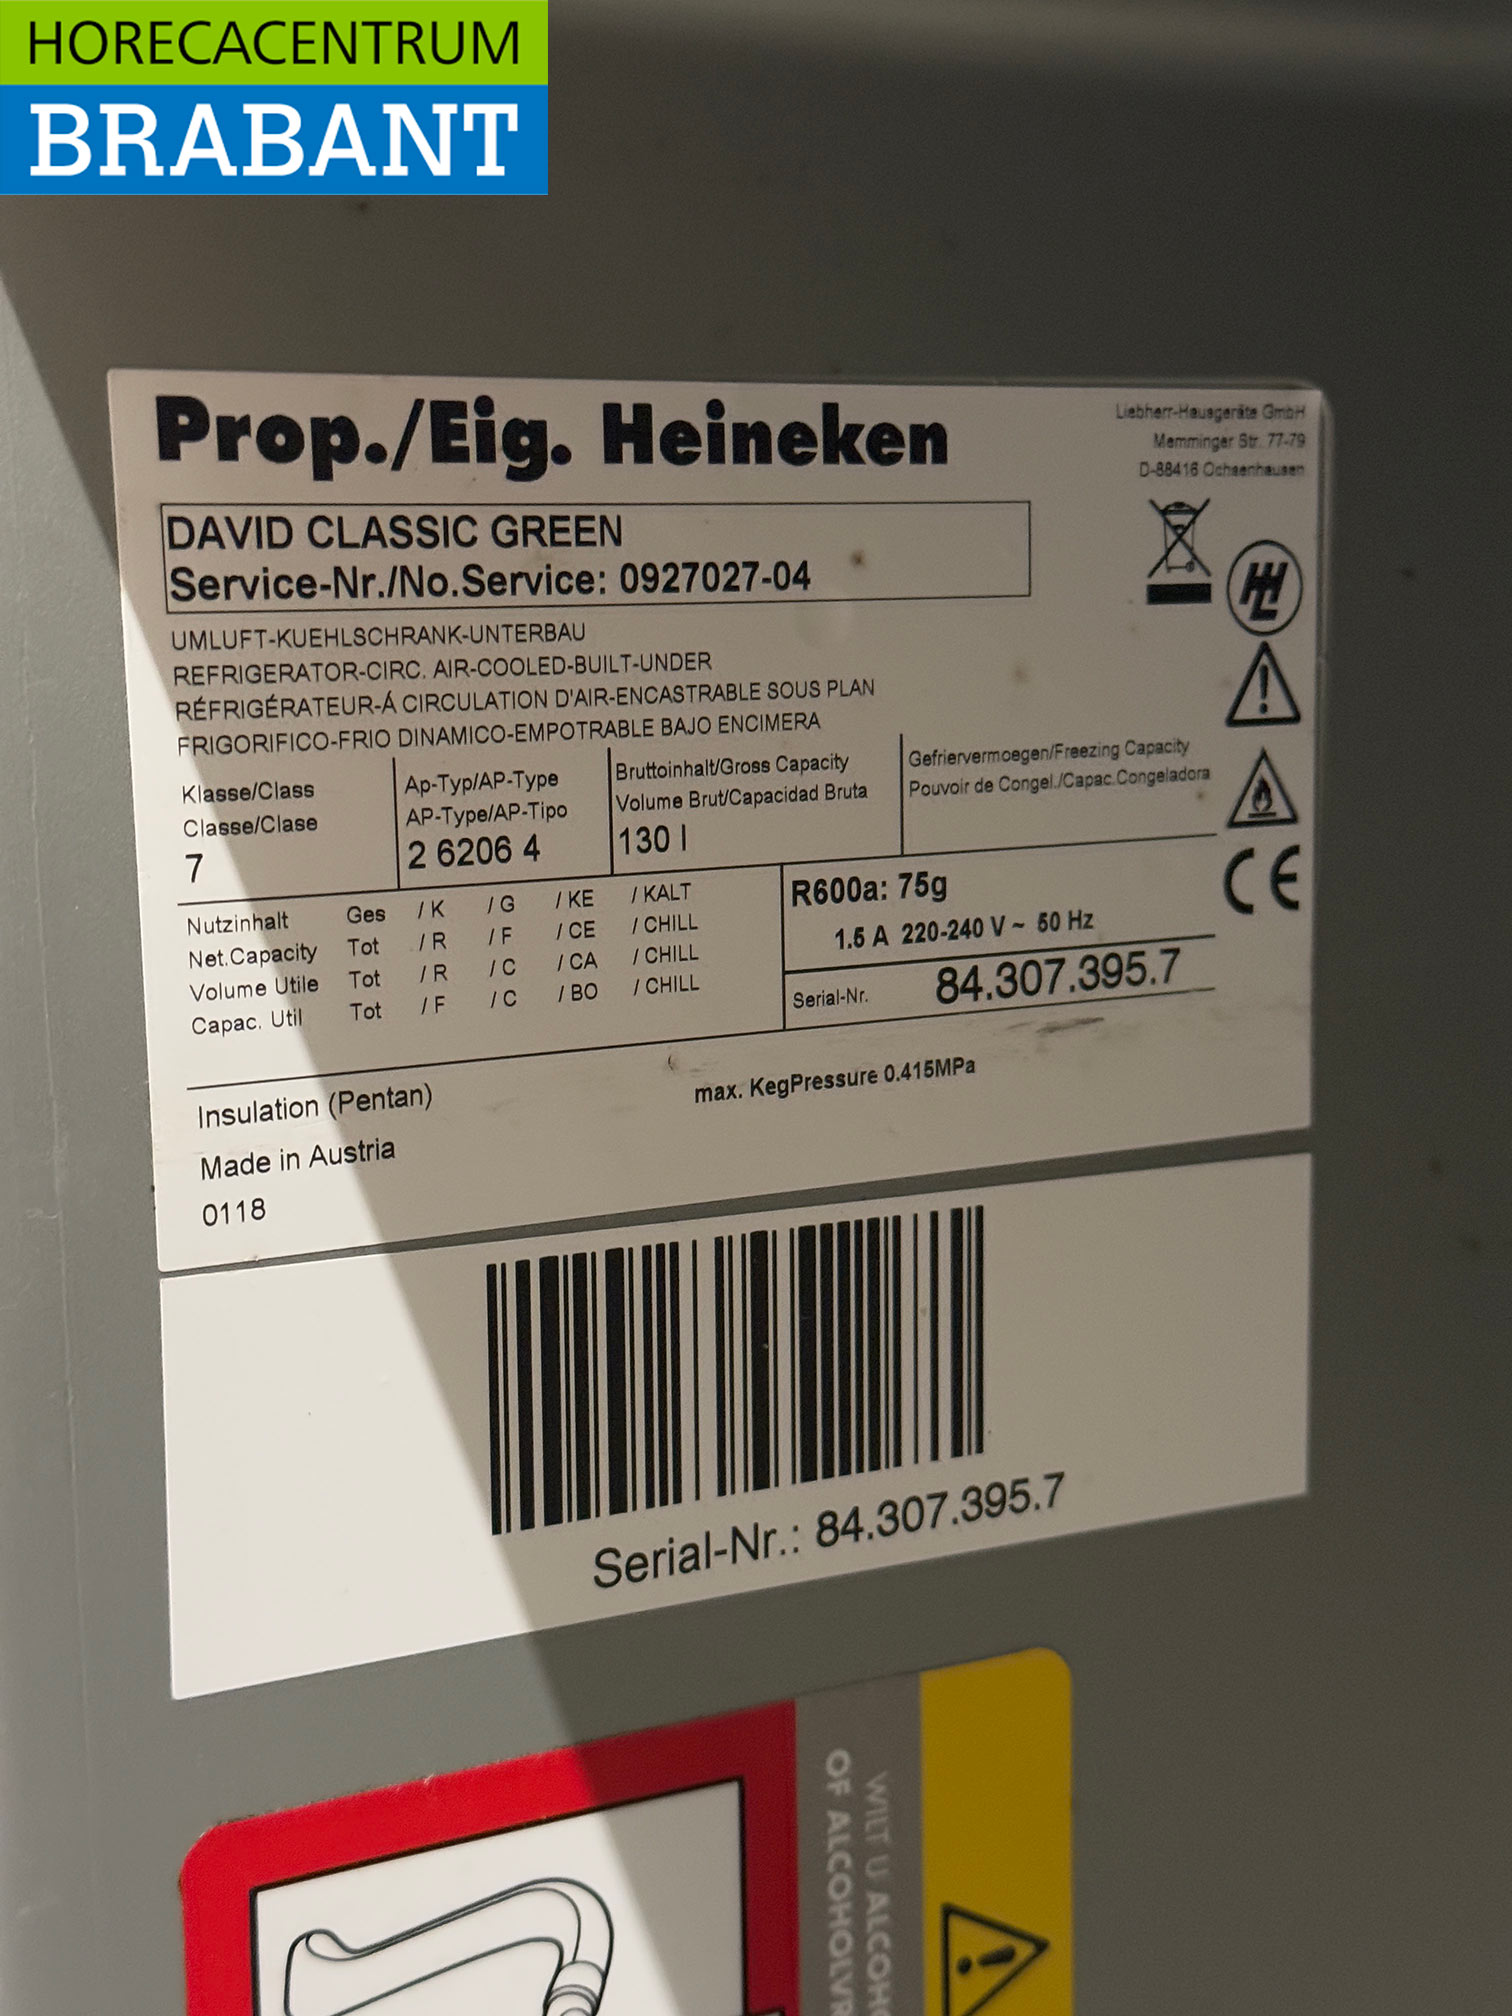 HORECACENTRUM
BRABANT
Prop./Eig. Heineken
Liebherr-Hausgeräte GmbH
Memminger Str. 77-79
D-88416 Ochsenhausen
DAVID CLASSIC GREEN
Service-Nr./No.Service: 0927027-04
UMLUFT-KUEHLSCHRANK-UNTERBAU
REFRIGERATOR-CIRC. AIR-COOLED-BUILT-UNDER
RÉFRIGÉRATEUR-Á CIRCULATION D'AIR-ENCASTRABLE SOUS PLAN
FRIGORIFICO-FRIO DINAMICO-EMPOTRABLE BAJO ENCIMERA
Klasse/Class
Classe/Clase
7
Ap-Typ/AP-Type
AP-Type/AP-Tipo
2 6206 4
Bruttoinhalt/Gross Capacity
Volume Brut/Capacidad Bruta
130 l
Gefriervermoegen/Freezing Capacity
Pouvoir de Congel./Capac.Congeladora
CE
Nutzinhalt Ges / K / G / KE / KALT
Net.Capacity Tot / R / F / CE / CHILL
Volume Utile Tot / R / C / CA / CHILL
Capac. Util Tot / F / C / BO / CHILL
R600a: 75g
1.5 A 220-240 V ~ 50 Hz
Serial-Nr. 84.307.395.7
Insulation (Pentan)
max. KegPressure 0.415MPa
Made in Austria
0118
Serial-Nr.: 84.307.395.7
WILT U ALCOHO
OF ALCOHOLVR